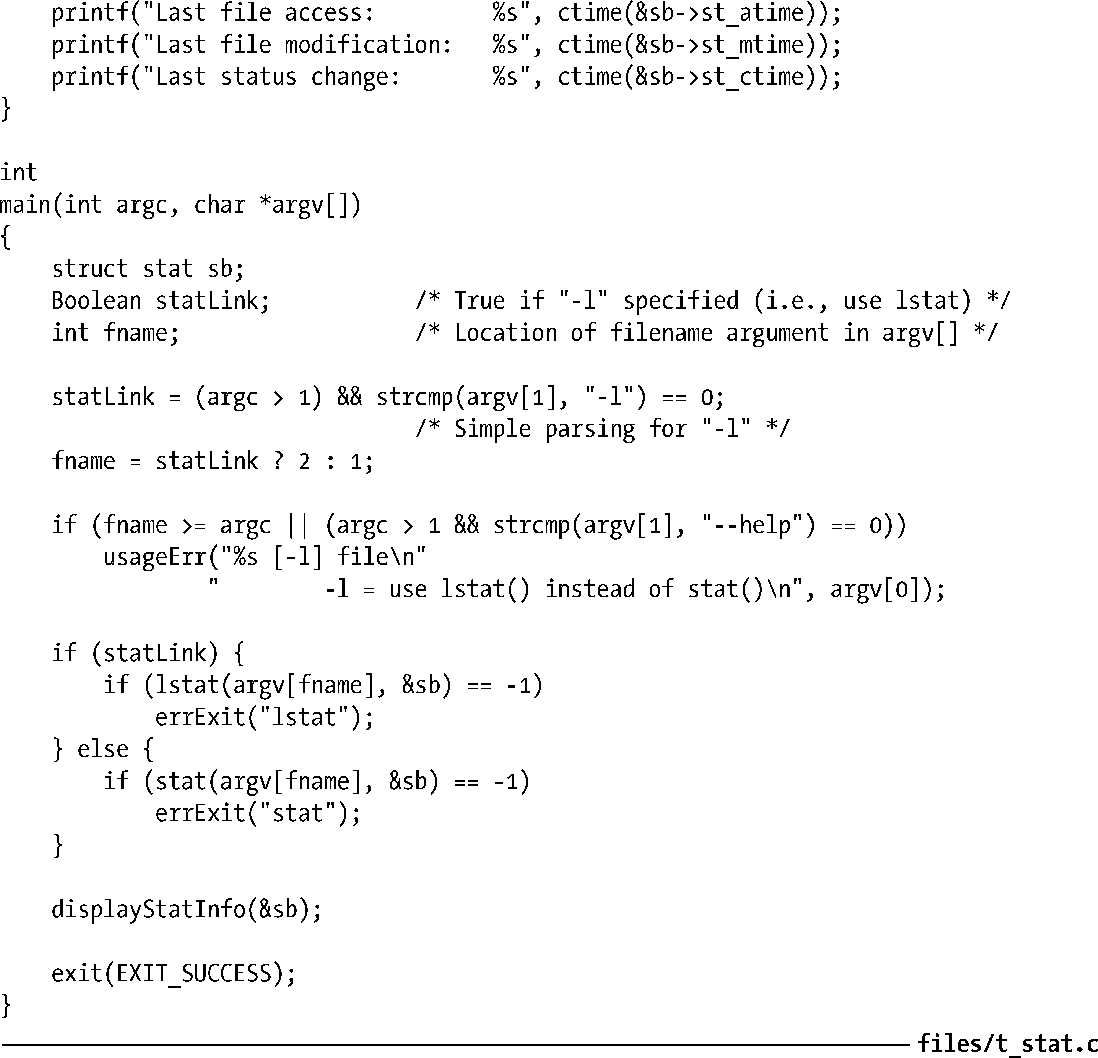 printf("Last file access:         %s", ctime(&sb->st_atime));
    printf("Last file modification:   %s", ctime(&sb->st_mtime));
    printf("Last status change:       %s", ctime(&sb->st_ctime));
}

int
main(int argc, char *argv[])
{
    struct stat sb;
    Boolean statLink;           /* True if "-l" specified (i.e., use lstat) */
    int fname;                  /* Location of filename argument in argv[] */

    statLink = (argc > 1) && strcmp(argv[1], "-l") == 0;
                                /* Simple parsing for "-l" */
    fname = statLink ? 2 : 1;

    if (fname >= argc || (argc > 1 && strcmp(argv[1], "--help") == 0))
        usageErr("%s [-l] file\n"
                "        -l = use lstat() instead of stat()\n", argv[0]);

    if (statLink) {
        if (lstat(argv[fname], &sb) == -1)
            errExit("lstat");
    } else {
        if (stat(argv[fname], &sb) == -1)
            errExit("stat");
    }

    displayStatInfo(&sb);

    exit(EXIT_SUCCESS);
}
files/t_stat.c